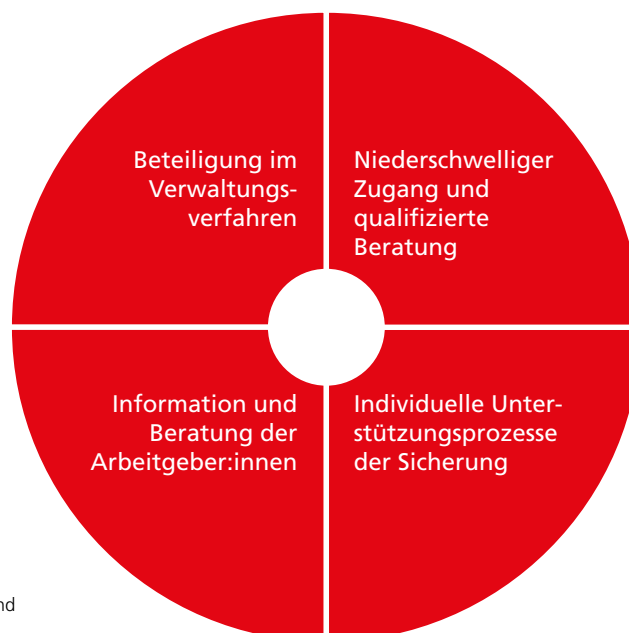 Beteiligung im
Verwaltungs-
verfahren
Niederschwelliger
Zugang und
qualifizierte
Beratung
Information und
Beratung der
Arbeitgeber:innen
Individuelle Unter-
stützungsprozesse
der Sicherung